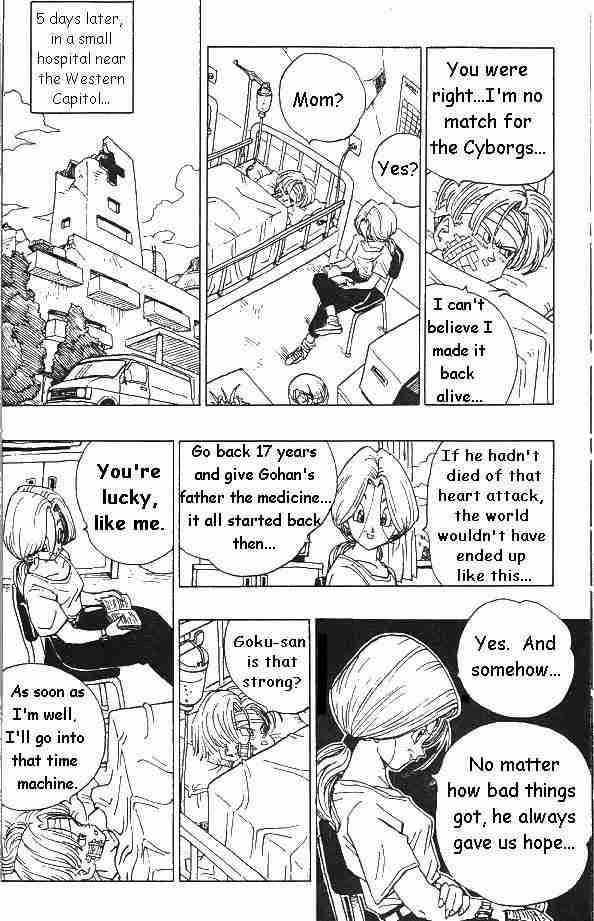 5 days later,
in a small
hospital near
the Western
Capitol...
Mom?
Yes?
You were
right...I'm no
match for
the Cyborgs...
I can't
believe I
made it
back
alive...
You're
lucky,
like me.
As soon as
I'm well,
I'll go into
that time
machine.
Go back 17 years
and give Gohan's
father the medicine...
it all started back
then...
If he hadn't
died of that
heart attack,
the world
wouldn't have
ended up
like this...
Goku-san
is that
strong?
Yes. And
somehow...
No matter
how bad things
got, he always
gave us hope...